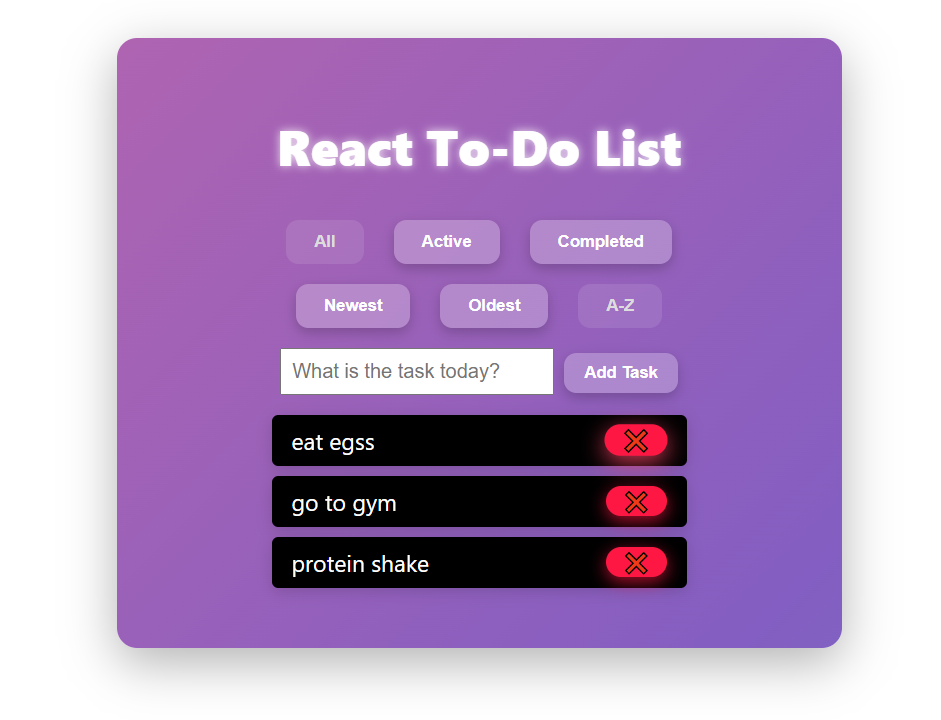 React To-Do List
All Active Completed
Newest Oldest A-Z
What is the task today? Add Task
eat egss
go to gym
protein shake